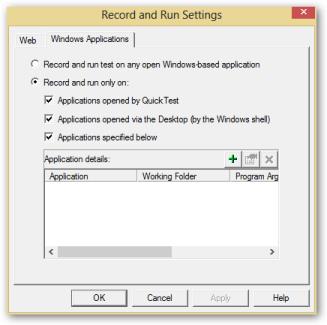 Record and Run Settings
Web
Windows Applications
Record and run test on any open Windows-based application
Record and run only on:
Applications opened by QuickTest
Applications opened via the Desktop (by the Windows shell)
Applications specified below
Application details:
Application Working Folder Program Arg
OK Cancel Apply Help